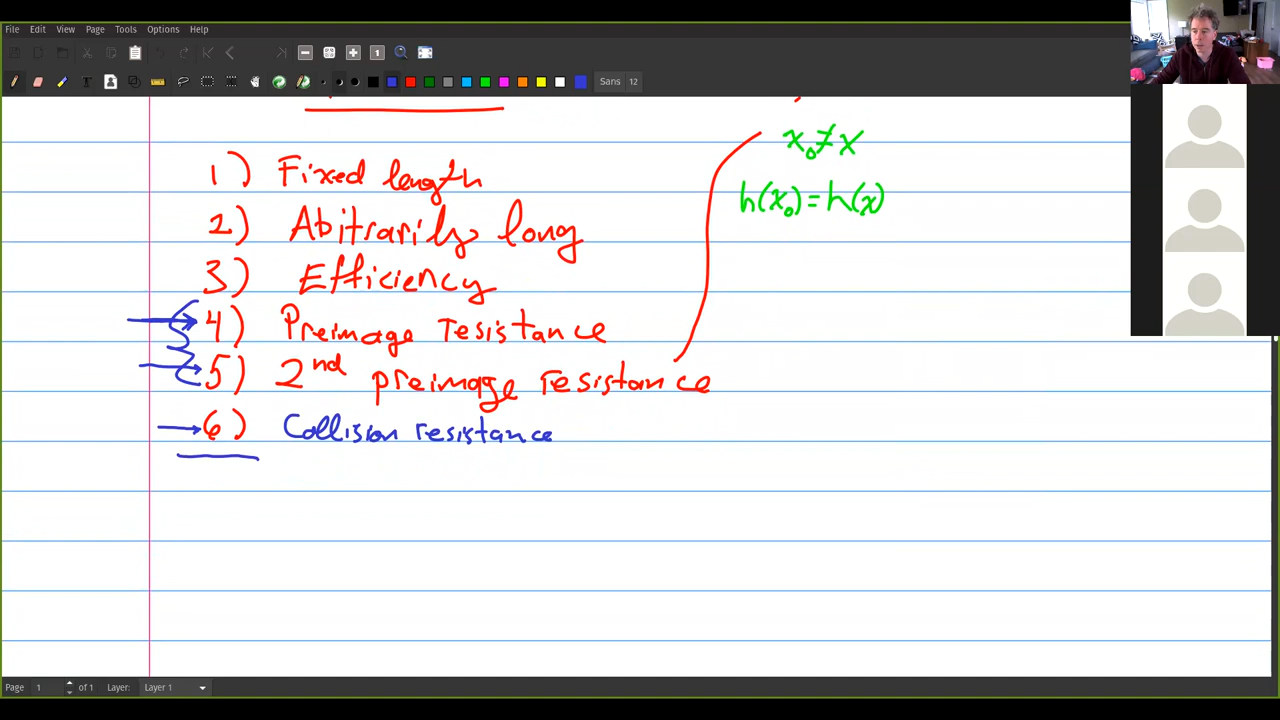 File Edit View Page Tools Options Help
1
Sans 12
x₀≠x
h(x₀)=h(x)
1) Fixed length
2) Abitrarily long
3) Efficiency
4) Preimage resistance
5) 2nd preimage resistance
6) Collision resistance
Page 1 of 1 Layer: Layer 1